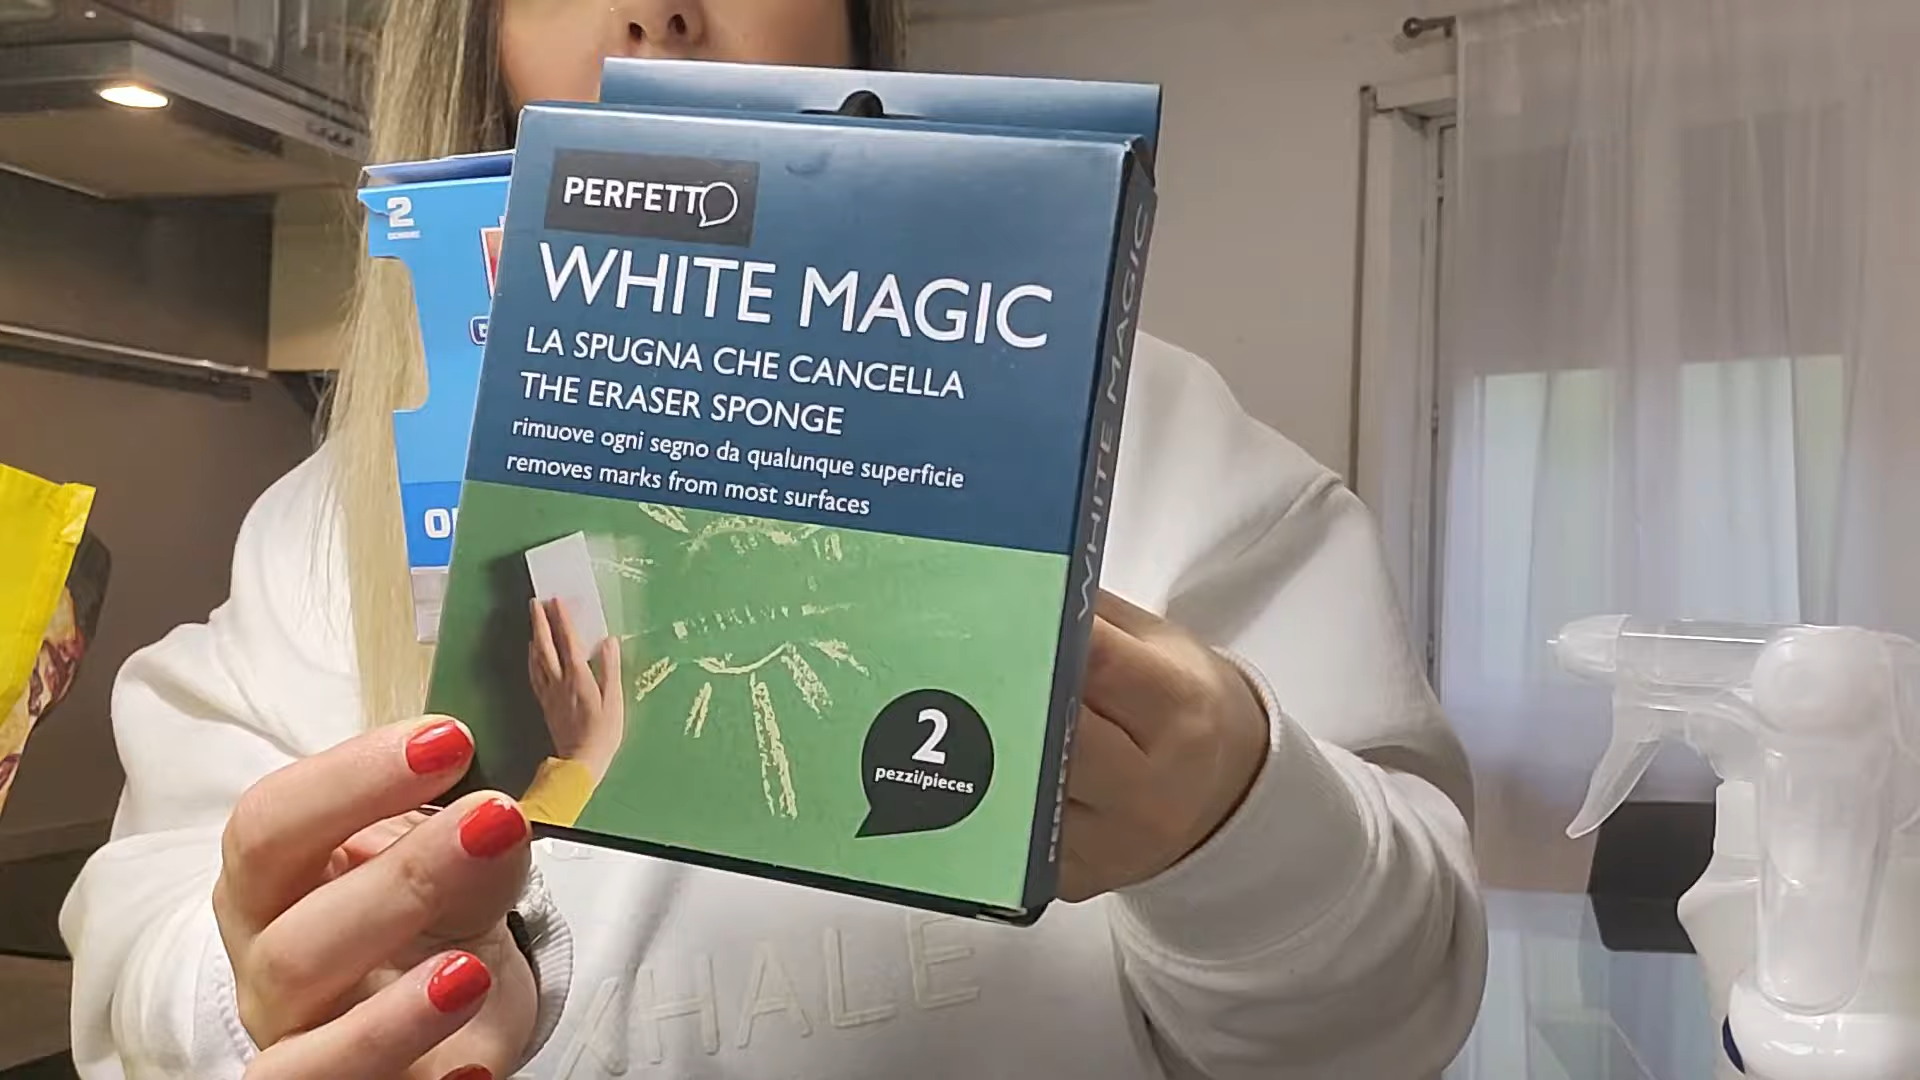 PERFETTO
WHITE MAGIC
LA SPUGNA CHE CANCELLA
THE ERASER SPONGE
rimuove ogni segno da qualunque superficie
removes marks from most surfaces
2
pezzi/pieces
WHITE MAGIC
PERFETTO
2
HALE